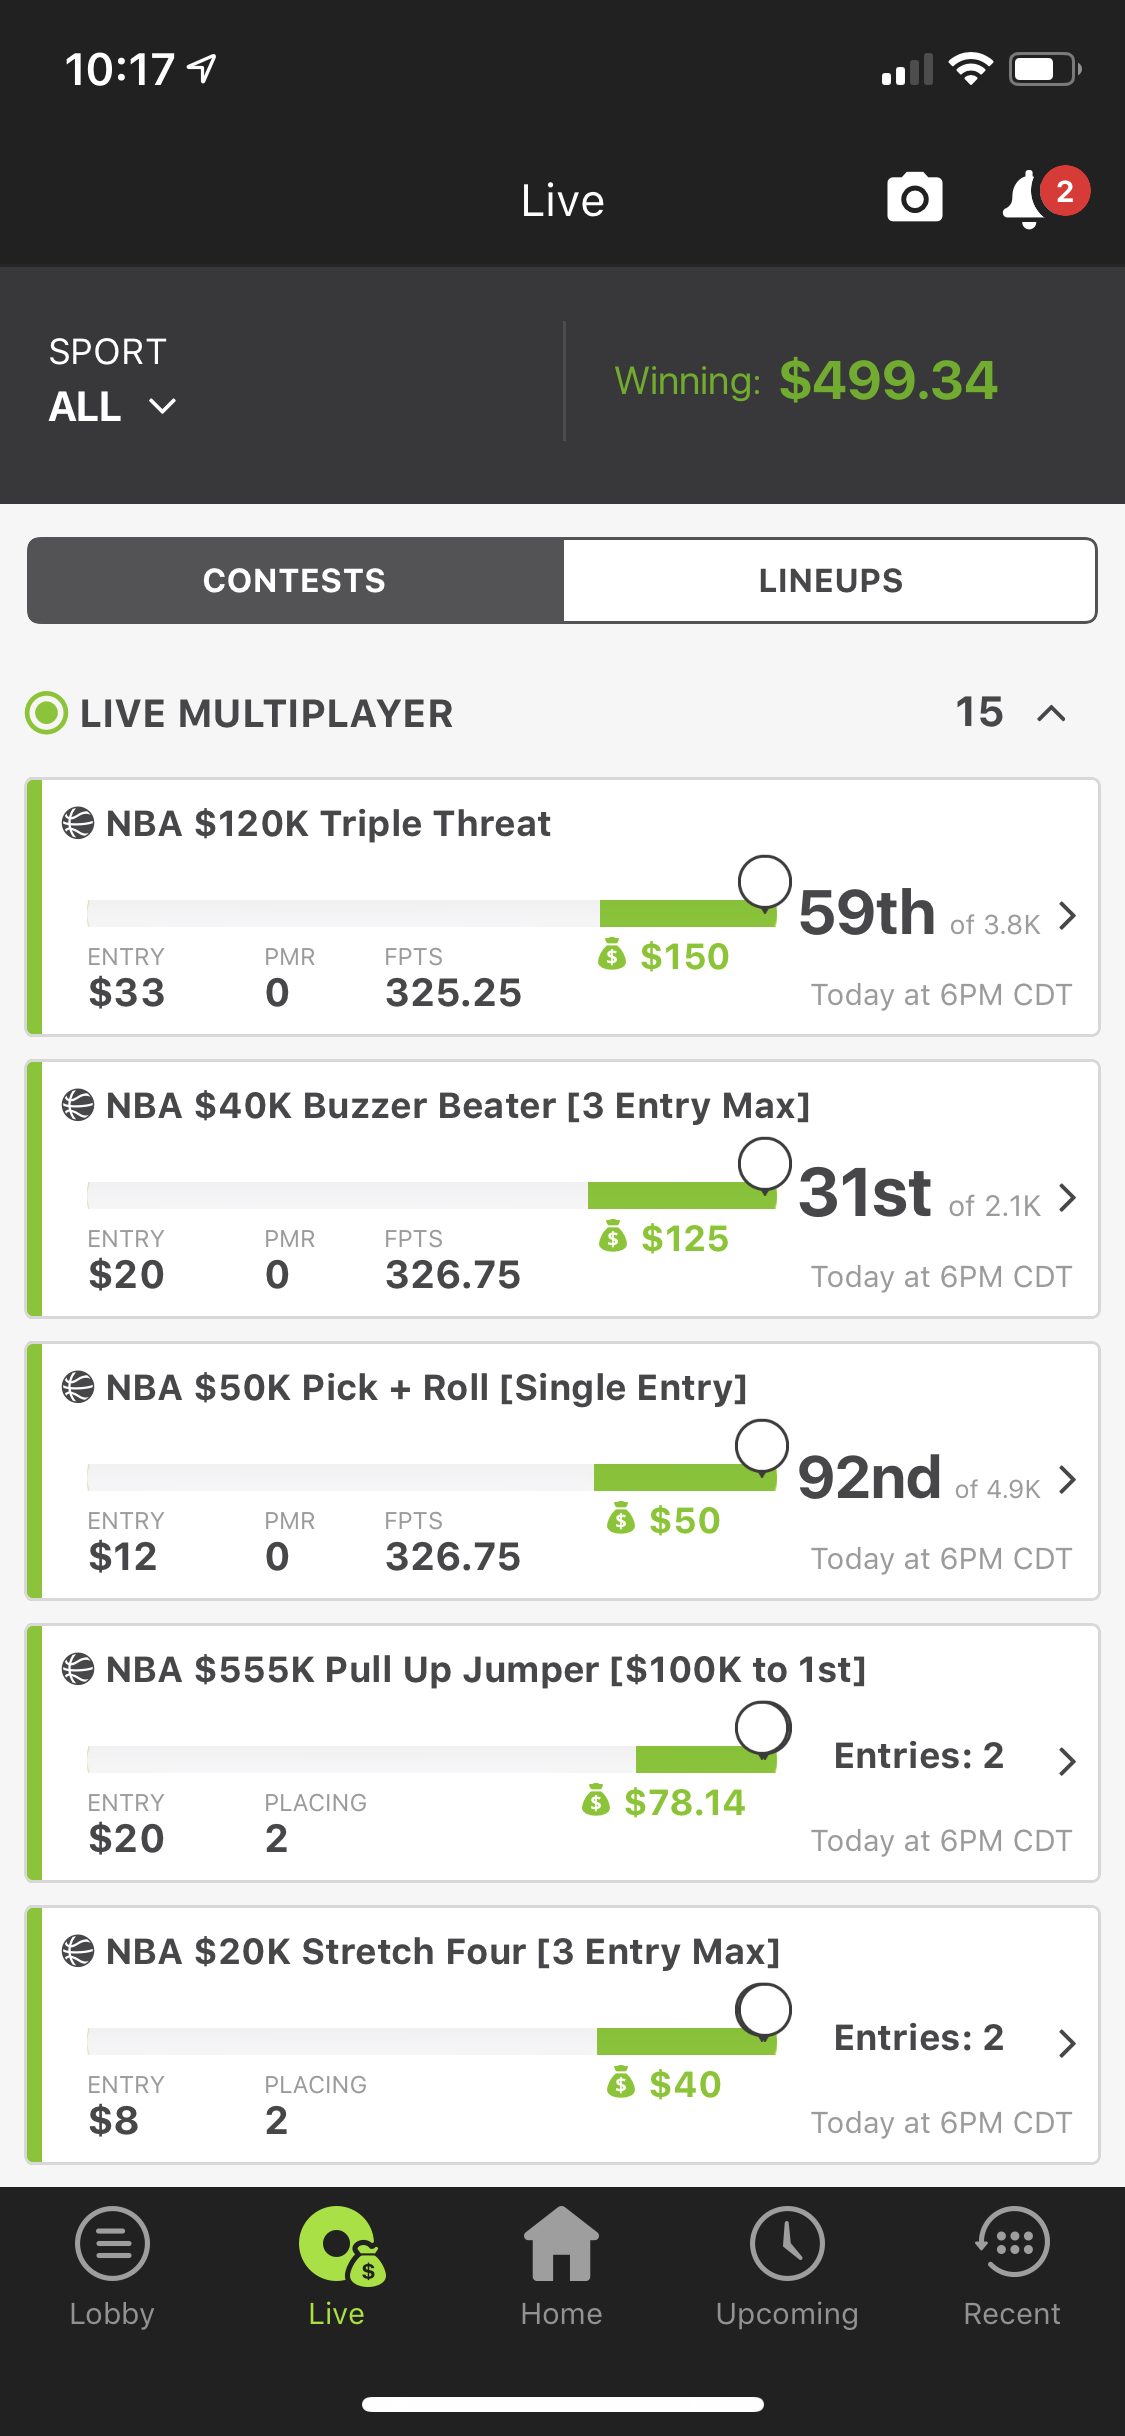 10:17
Live
2
SPORT
ALL
Winning: $499.34
CONTESTS
LINEUPS
LIVE MULTIPLAYER
15
NBA $120K Triple Threat
59th of 3.8K
ENTRY PMR FPTS
$150
$33 0 325.25
Today at 6PM CDT
NBA $40K Buzzer Beater [3 Entry Max]
31st of 2.1K
ENTRY PMR FPTS
$125
$20 0 326.75
Today at 6PM CDT
NBA $50K Pick + Roll [Single Entry]
92nd of 4.9K
ENTRY PMR FPTS
$50
$12 0 326.75
Today at 6PM CDT
NBA $555K Pull Up Jumper [$100K to 1st]
Entries: 2
ENTRY PLACING
$78.14
$20 2
Today at 6PM CDT
NBA $20K Stretch Four [3 Entry Max]
Entries: 2
ENTRY PLACING
$40
$8 2
Today at 6PM CDT
Lobby
Live
Home
Upcoming
Recent